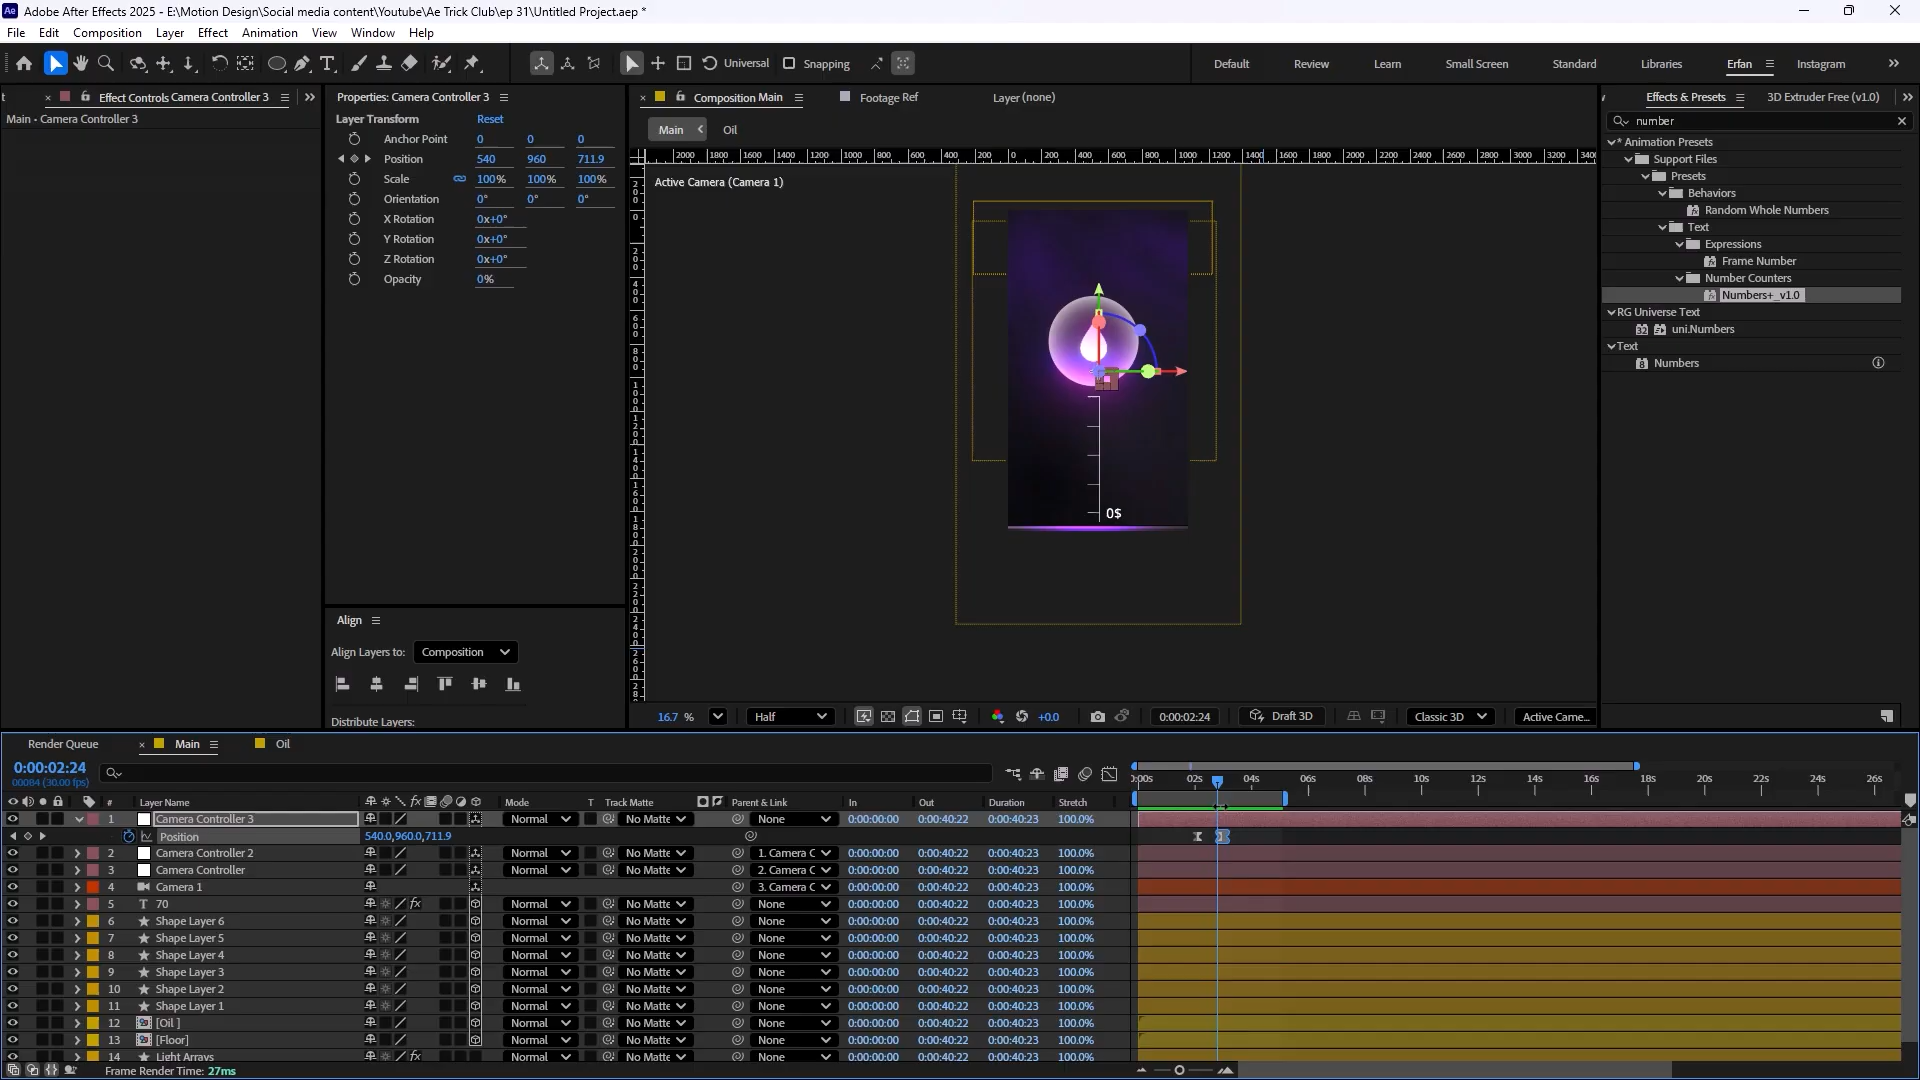 Adobe After Effects 2025 - E:\Motion Design\Social media content\Youtube\Ae Trick Club\ep 31\Untitled Project.aep *
File Edit Composition Layer Effect Animation View Window Help
Universal Snapping Default Review Learn Small Screen Standard Libraries Erfan Instagram
Effect Controls Camera Controller 3
Main - Camera Controller 3
Properties: Camera Controller 3
Layer Transform Reset
Anchor Point 0 0 0
Position 540 960 711.9
Scale 100% 100% 100%
Orientation 0° 0° 0°
X Rotation 0x+0°
Y Rotation 0x+0°
Z Rotation 0x+0°
Opacity 0%
Align
Align Layers to: Composition
Distribute Layers:
Composition Main Footage Ref Layer (none)
Main Oil
Active Camera (Camera 1)
0$
16.7 % Half +0.0 0:00:02:24 Draft 3D Classic 3D Active Came...
Effects & Presets 3D Extruder Free (v1.0)
number
* Animation Presets
Support Files
Presets
Behaviors
Random Whole Numbers
Text
Expressions
Frame Number
Number Counters
Numbers+_v1.0
RG Universe Text
uni.Numbers
Text
Numbers
Render Queue Main Oil
0:00:02:24
00084 (30.00 fps)
# Layer Name Mode T Track Matte Parent & Link In Out Duration Stretch
02s 04s 06s 08s 10s 12s 14s 16s 18s 20s 22s 24s 26s
1 Camera Controller 3 Normal No Matte None 0:00:00:00 0:00:40:22 0:00:40:23 100.0%
Position 540.0,960.0,711.9
2 Camera Controller 2 Normal No Matte 1. Camera C 0:00:00:00 0:00:40:22 0:00:40:23 100.0%
3 Camera Controller Normal No Matte 2. Camera C 0:00:00:00 0:00:40:22 0:00:40:23 100.0%
4 Camera 1 3. Camera C 0:00:00:00 0:00:40:22 0:00:40:23 100.0%
5 T 70 Normal No Matte None 0:00:00:00 0:00:40:22 0:00:40:23 100.0%
6 Shape Layer 6 Normal No Matte None 0:00:00:00 0:00:40:22 0:00:40:23 100.0%
7 Shape Layer 5 Normal No Matte None 0:00:00:00 0:00:40:22 0:00:40:23 100.0%
8 Shape Layer 4 Normal No Matte None 0:00:00:00 0:00:40:22 0:00:40:23 100.0%
9 Shape Layer 3 Normal No Matte None 0:00:00:00 0:00:40:22 0:00:40:23 100.0%
10 Shape Layer 2 Normal No Matte None 0:00:00:00 0:00:40:22 0:00:40:23 100.0%
11 Shape Layer 1 Normal No Matte None 0:00:00:00 0:00:40:22 0:00:40:23 100.0%
12 [Oil ] Normal No Matte None 0:00:00:00 0:00:40:22 0:00:40:23 100.0%
13 [Floor] Normal No Matte None 0:00:00:00 0:00:40:22 0:00:40:23 100.0%
14 Light Arrays Normal No Matte None 0:00:00:00 0:00:40:22 0:00:40:23 100.0%
Frame Render Time: 27ms